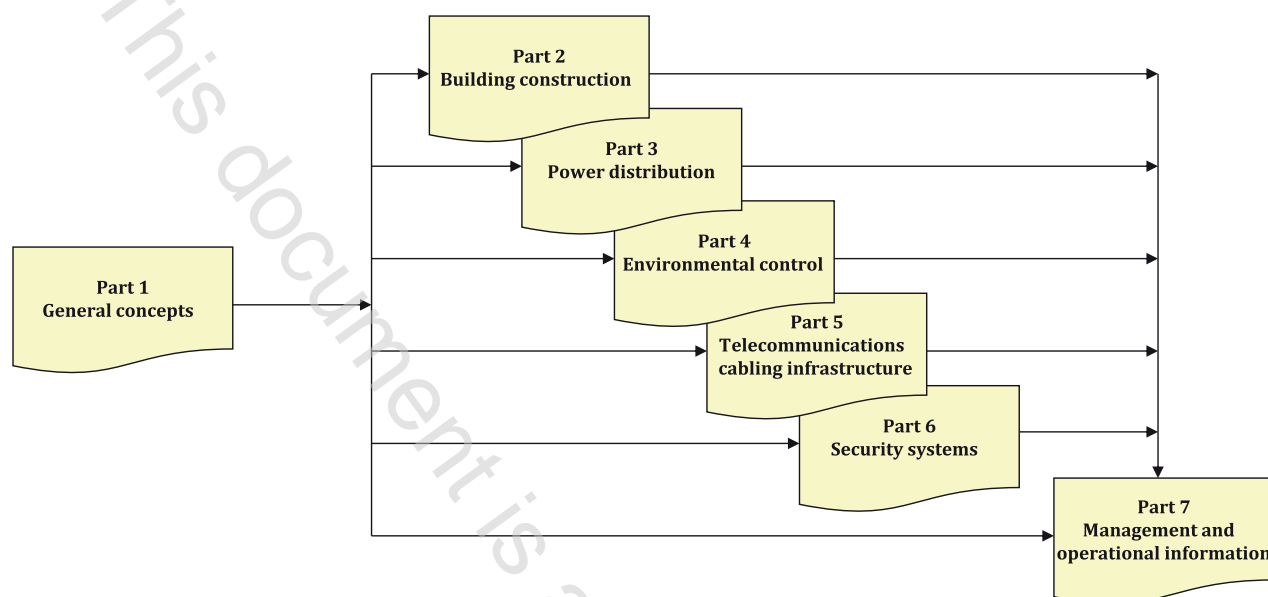 Part 2
Building construction
Part 3
Power distribution
Part 4
Environmental control
Part 1
General concepts
Part 5
Telecommunications
cabling infrastructure
Part 6
Security systems
Part 7
Management and
operational information
This document is